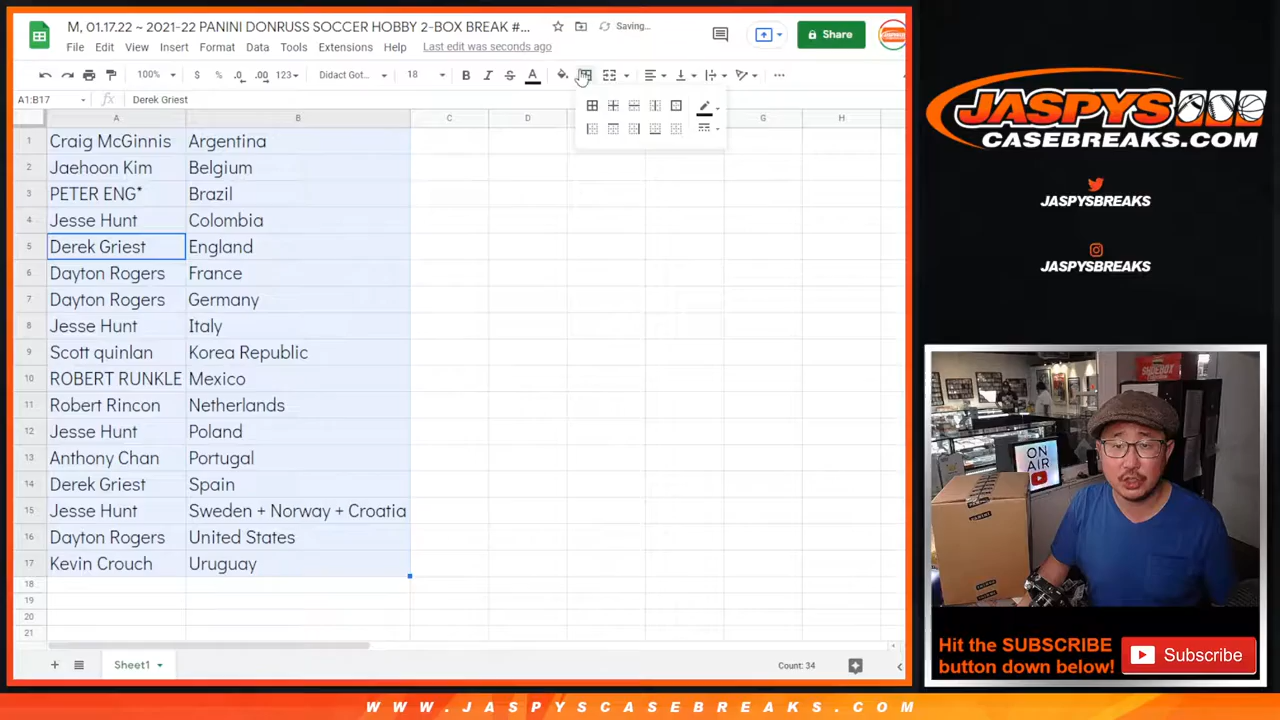 M, 01.17.22 ~ 2021-22 PANINI DONRUSS SOCCER HOBBY 2-BOX BREAK #...
Saving...
Share
File Edit View Insert Format Data Tools Extensions Help Last edit was seconds ago
100% $ % .0 .00 123 Didact Got... 18 B I S A
A1:B17 fx Derek Griest
A B C D G H
1 Craig McGinnis Argentina
2 Jaehoon Kim Belgium
3 PETER ENG* Brazil
4 Jesse Hunt Colombia
5 Derek Griest England
6 Dayton Rogers France
7 Dayton Rogers Germany
8 Jesse Hunt Italy
9 Scott quinlan Korea Republic
10 ROBERT RUNKLE Mexico
11 Robert Rincon Netherlands
12 Jesse Hunt Poland
13 Anthony Chan Portugal
14 Derek Griest Spain
15 Jesse Hunt Sweden + Norway + Croatia
16 Dayton Rogers United States
17 Kevin Crouch Uruguay
18
19
20
21
Sheet1
Count: 34
JASPYS
CASEBREAKS.COM
JASPYSBREAKS
JASPYSBREAKS
SHOEBOX
ON
AIR
PANINI
Hit the SUBSCRIBE
button down below!
Subscribe
WWW.JASPYSCASEBREAKS.COM